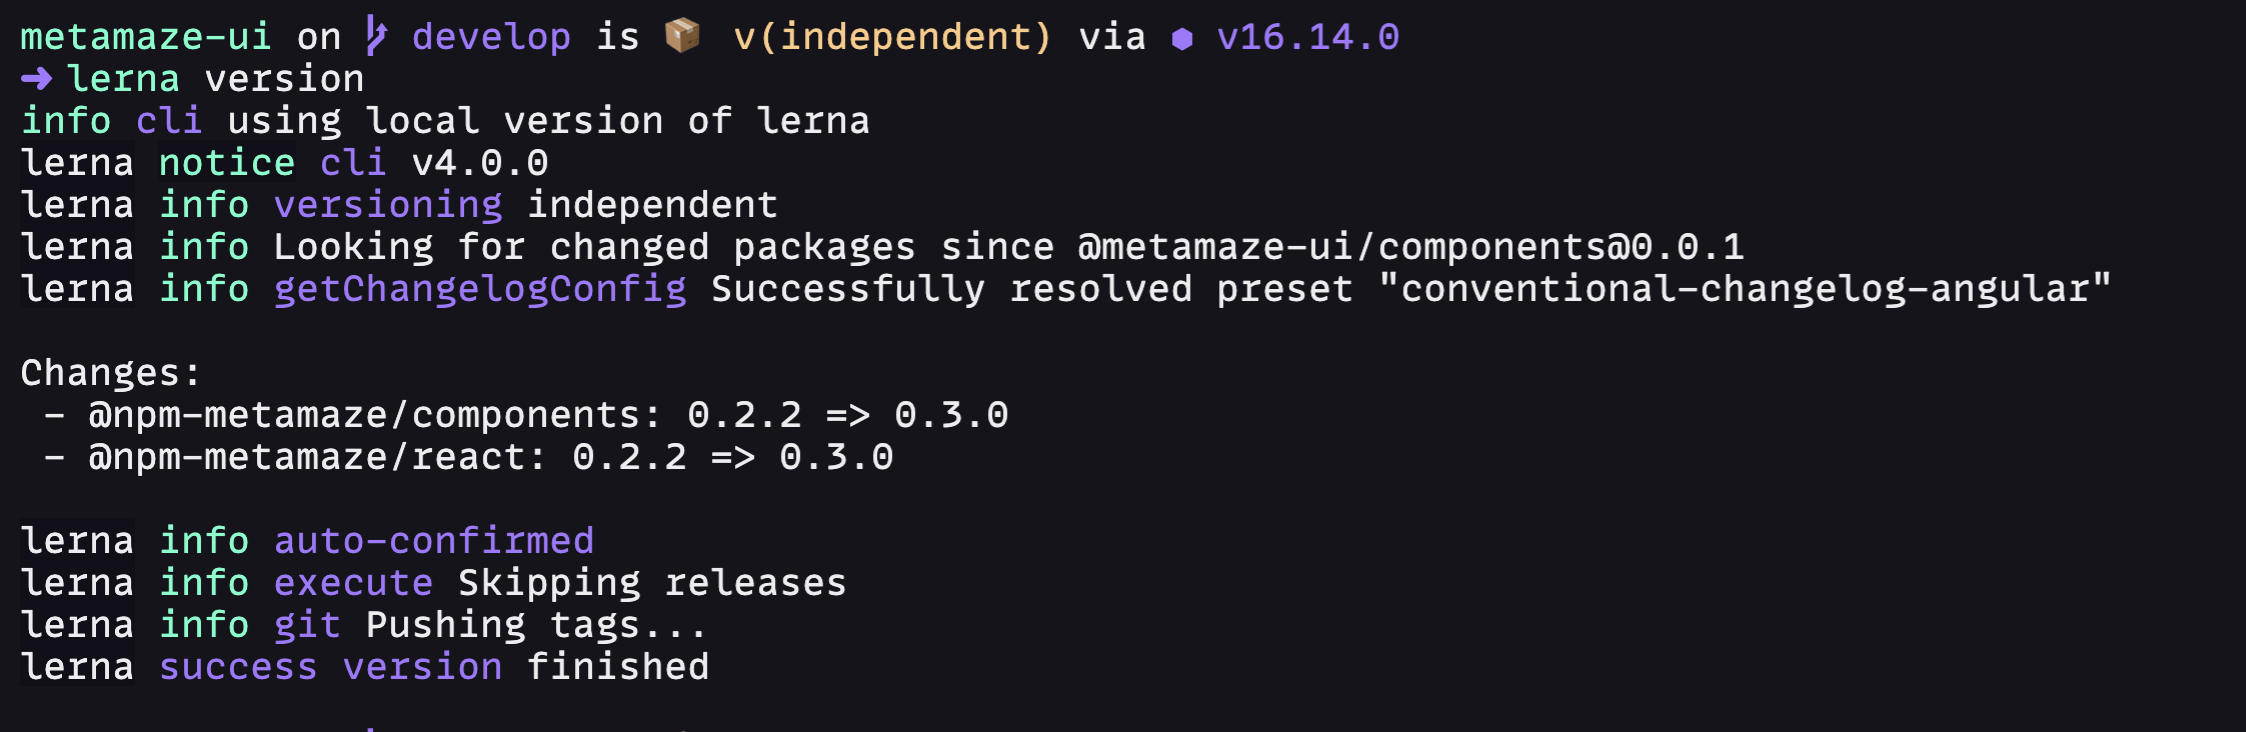 metamaze-ui on develop is 📦 v(independent) via ⬢ v16.14.0
➜ lerna version
info cli using local version of lerna
lerna notice cli v4.0.0
lerna info versioning independent
lerna info Looking for changed packages since @metamaze-ui/components@0.0.1
lerna info getChangelogConfig Successfully resolved preset "conventional-changelog-angular"
Changes:
- @npm-metamaze/components: 0.2.2 => 0.3.0
- @npm-metamaze/react: 0.2.2 => 0.3.0
lerna info auto-confirmed
lerna info execute Skipping releases
lerna info git Pushing tags...
lerna success version finished